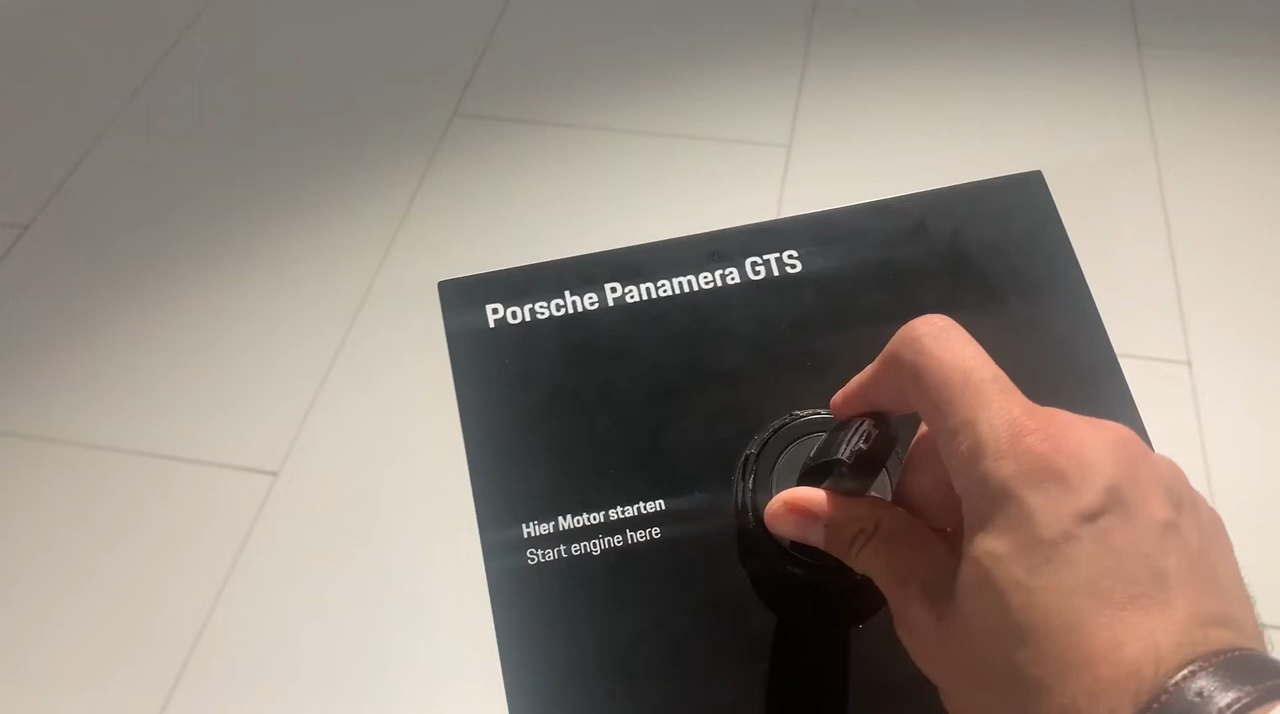 Porsche Panamera GTS
Hier Motor starten
Start engine here